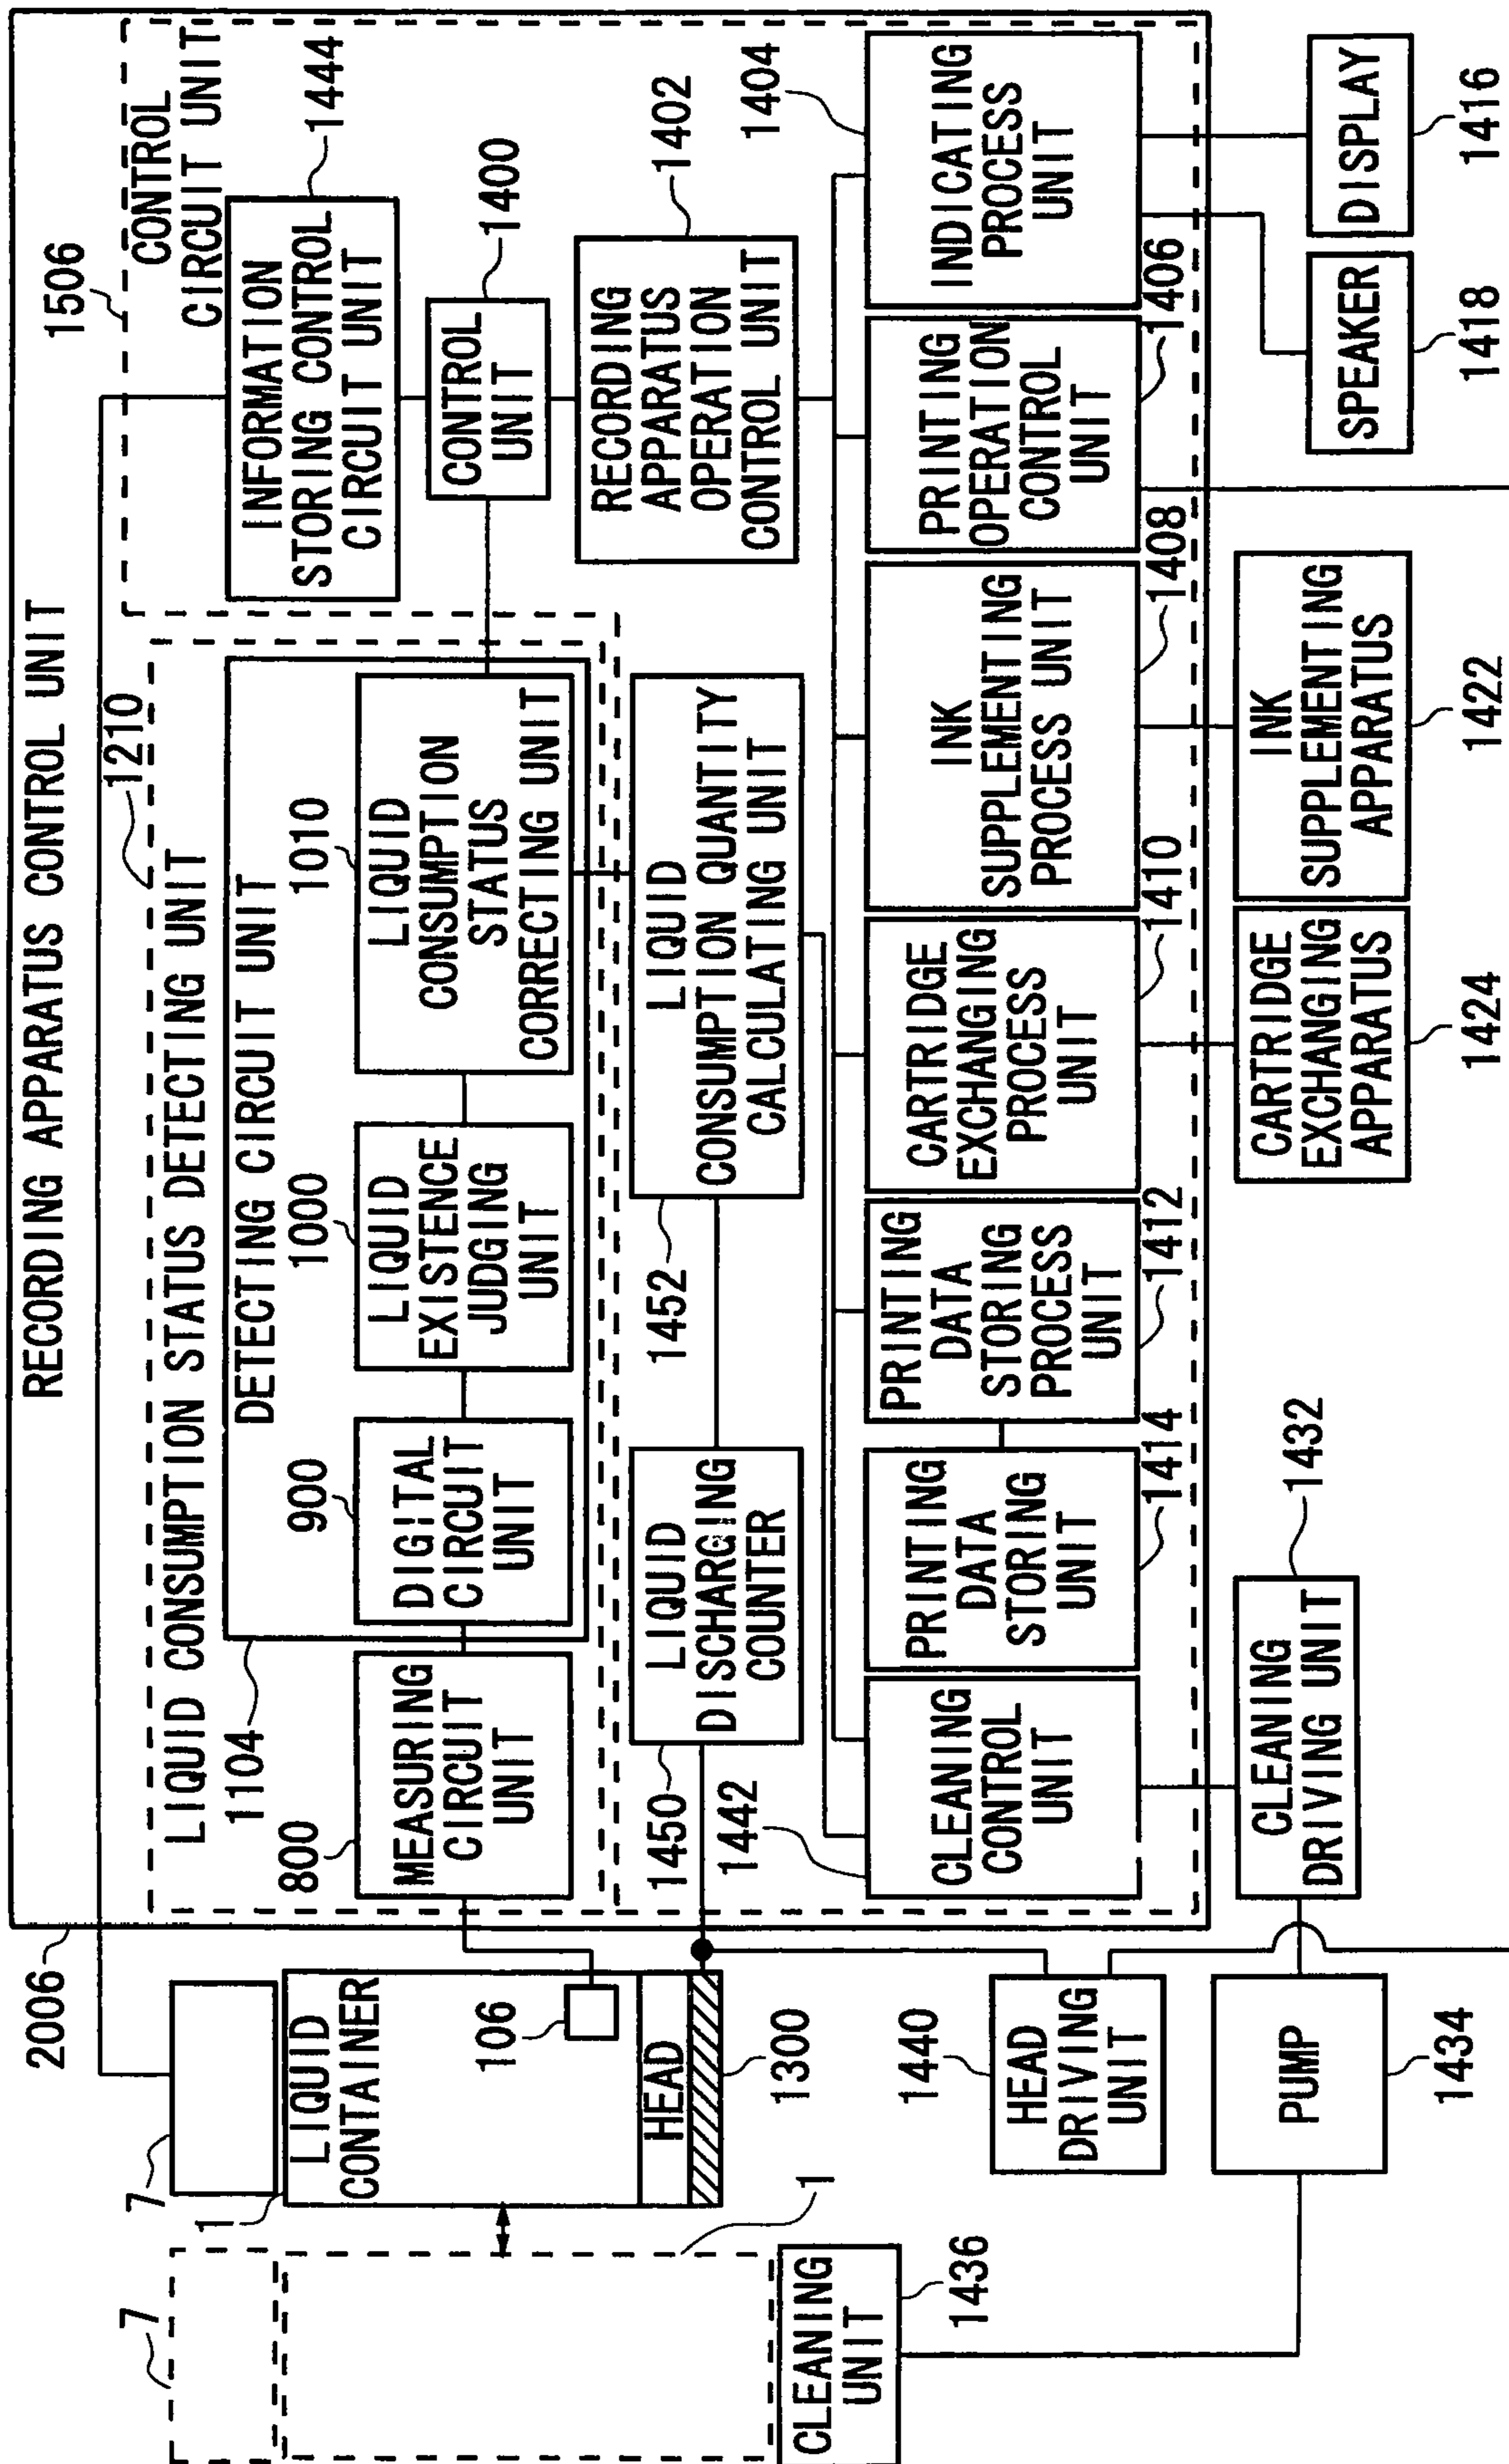 RECORDING APPARATUS CONTROL UNIT
2006
1506
CONTROL
CIRCUIT UNIT
1210
LIQUID CONSUMPTION STATUS DETECTING UNIT
1104
DETECTING CIRCUIT UNIT
7
7
1
LIQUID
CONTAINER
106
HEAD
1300
1
800
MEASURING
CIRCUIT
UNIT
900
DIGITAL
CIRCUIT
UNIT
1000
LIQUID
EXISTENCE
JUDGING
UNIT
1010
LIQUID
CONSUMPTION
STATUS
CORRECTING UNIT
INFORMATION
STORING CONTROL
CIRCUIT UNIT
1444
CONTROL
UNIT
1400
RECORDING
APPARATUS
OPERATION
CONTROL UNIT
1402
1450
LIQUID
DISCHARGING
COUNTER
1452
LIQUID
CONSUMPTION QUANTITY
CALCULATING UNIT
1442
CLEANING
CONTROL
UNIT
PRINTING
DATA
STORING
UNIT
1414
PRINTING
DATA
STORING
PROCESS
UNIT
1412
CARTRIDGE
EXCHANGING
PROCESS
UNIT
1410
INK
SUPPLEMENTING
PROCESS UNIT
1408
PRINTING
OPERATION
CONTROL
UNIT
1406
INDICATING
PROCESS
UNIT
1404
CLEANING
UNIT
1436
1440
HEAD
DRIVING
UNIT
PUMP
1434
CLEANING
DRIVING UNIT
1432
CARTRIDGE
EXCHANGING
APPARATUS
1424
INK
SUPPLEMENTING
APPARATUS
1422
SPEAKER
1418
DISPLAY
1416